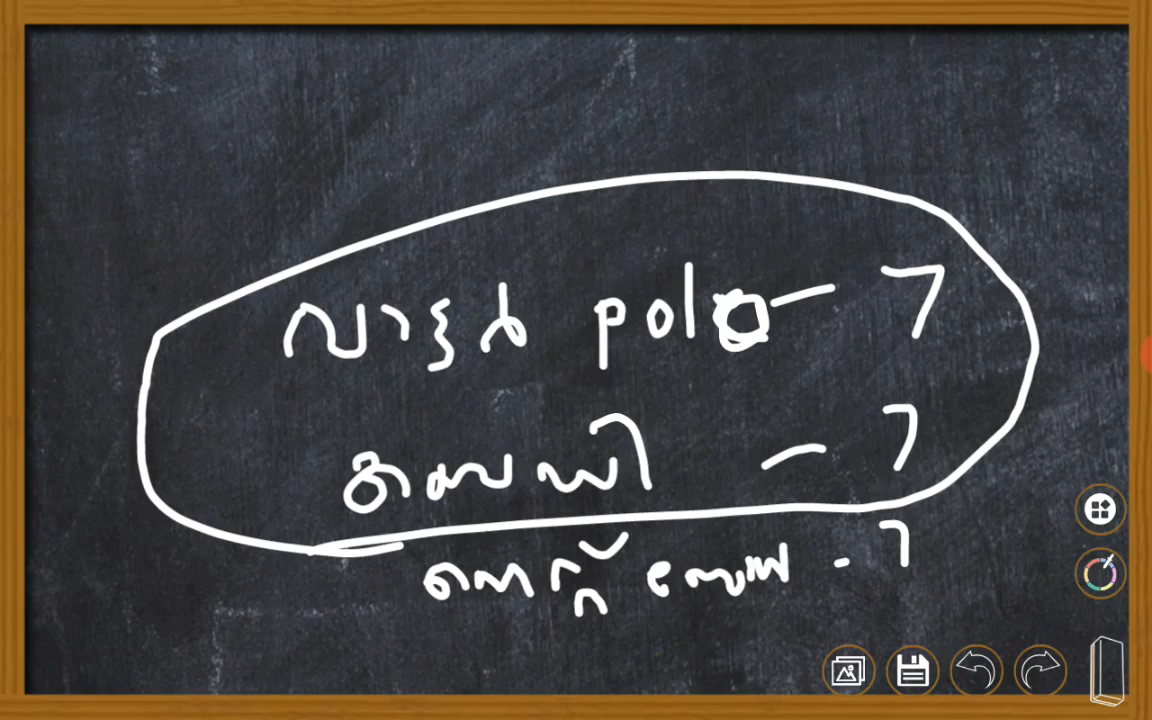 വാട്ടർ polo - 7
കബഡി - 7
നെറ്റ് ബോൾ - 7